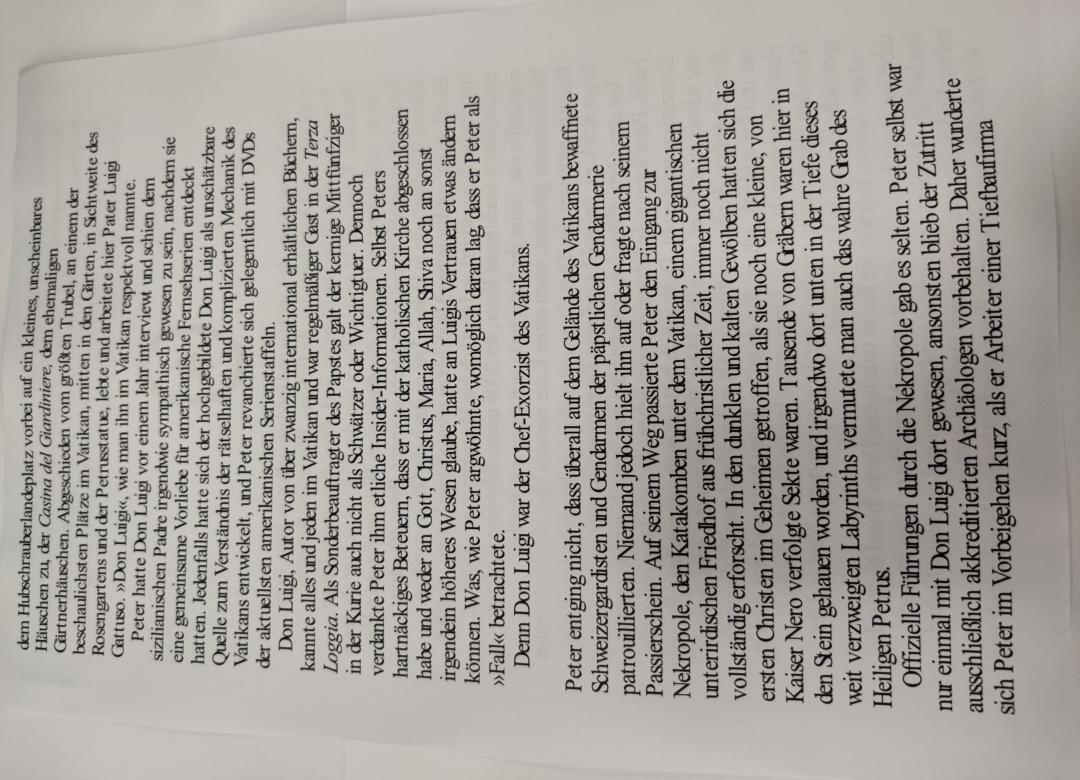 dem Hubschrauberlandeplatz vorbei auf ein kleines, unscheinbares
Häuschen zu, der Casina del Giardiniere, dem ehemaligen
Gärtnerhäuschen. Abgeschieden vom größten Trubel, an einem der
beschaulichsten Plätze im Vatikan, mitten in den Gärten, in Sichtweite des
Rosengartens und der Petrusstatue, lebte und arbeitete hier Pater Luigi
Gattuso. »Don Luigi«, wie man ihn im Vatikan respektvoll nannte.
Peter hatte Don Luigi vor einem Jahr interviewt und schien dem
sizilianischen Padre irgendwie sympathisch gewesen zu sein, nachdem sie
eine gemeinsame Vorliebe für amerikanische Fernsehserien entdeckt
hatten. Jedenfalls hatte sich der hochgebildete Don Luigi als unschätzbare
Quelle zum Verständnis der rätselhaften und komplizierten Mechanik des
Vatikans entwickelt, und Peter revanchierte sich gelegentlich mit DVDs
der aktuellsten amerikanischen Serienstaffeln.
Don Luigi, Autor von über zwanzig international erhältlichen Büchern,
kannte alles und jeden im Vatikan und war regelmäßiger Gast in der Terza
Loggia. Als Sonderbeauftragter des Papstes galt der kernige Mittfünfziger
in der Kurie auch nicht als Schwätzer oder Wichtigtuer. Dennoch
verdankte Peter ihm etliche Insider-Informationen. Selbst Peters
hartnäckiges Beteuern, dass er mit der katholischen Kirche abgeschlossen
habe und weder an Gott, Christus, Maria, Allah, Shiva noch an sonst
irgendein höheres Wesen glaube, hatte an Luigis Vertrauen etwas ändern
können. Was, wie Peter argwöhnte, womöglich daran lag, dass er Peter als
»Fall« betrachtete.
Denn Don Luigi war der Chef-Exorzist des Vatikans.
Peter entging nicht, dass überall auf dem Gelände des Vatikans bewaffnete
Schweizergardisten und Gendarmen der päpstlichen Gendarmerie
patrouillierten. Niemand jedoch hielt ihn auf oder fragte nach seinem
Passierschein. Auf seinem Weg passierte Peter den Eingang zur
Nekropole, den Katakomben unter dem Vatikan, einem gigantischen
unterirdischen Friedhof aus frühchristlicher Zeit, immer noch nicht
vollständig erforscht. In den dunklen und kalten Gewölben hatten sich die
ersten Christen im Geheimen getroffen, als sie noch eine kleine, von
Kaiser Nero verfolgte Sekte waren. Tausende von Gräbern waren hier in
den Stein gehauen worden, und irgendwo dort unten in der Tiefe dieses
weit verzweigten Labyrinths vermutete man auch das wahre Grab des
Heiligen Petrus.
Offizielle Führungen durch die Nekropole gab es selten. Peter selbst war
nur einmal mit Don Luigi dort gewesen, ansonsten blieb der Zutritt
ausschließlich akkreditierten Archäologen vorbehalten. Daher wunderte
sich Peter im Vorbeigehen kurz, als er Arbeiter einer Tiefbaufirma